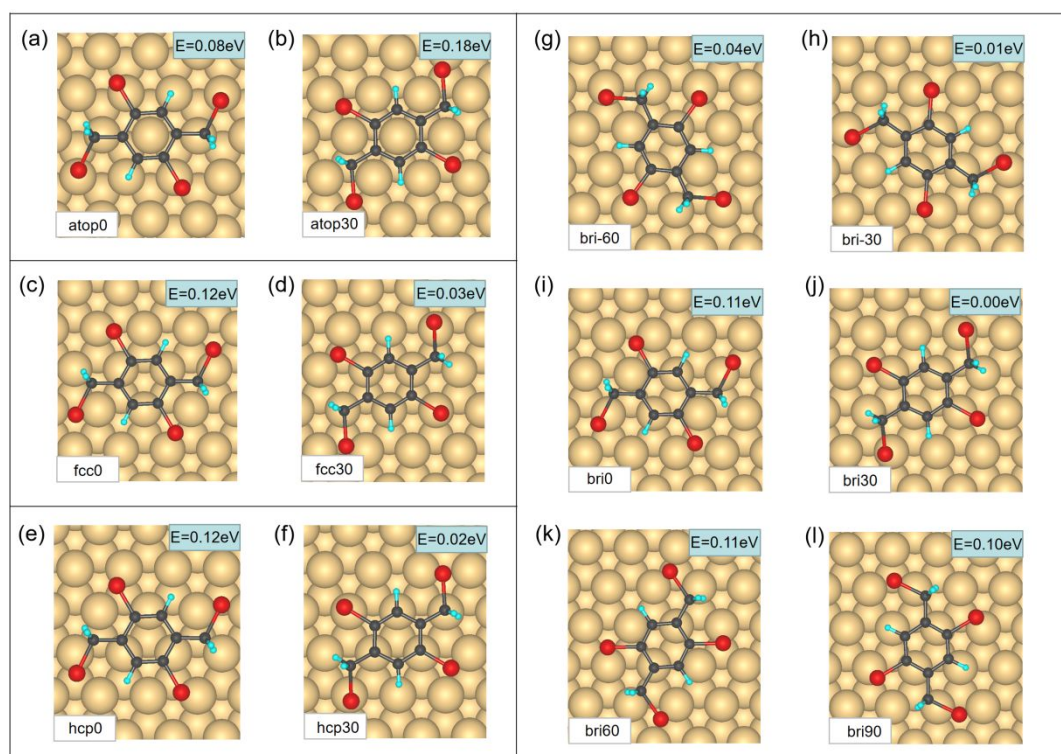 (a)
E=0.08eV
atop0
(b)
E=0.18eV
atop30
(c)
E=0.12eV
fcc0
(d)
E=0.03eV
fcc30
(e)
E=0.12eV
hcp0
(f)
E=0.02eV
hcp30
(g)
E=0.04eV
bri-60
(h)
E=0.01eV
bri-30
(i)
E=0.11eV
bri0
(j)
E=0.00eV
bri30
(k)
E=0.11eV
bri60
(l)
E=0.10eV
bri90